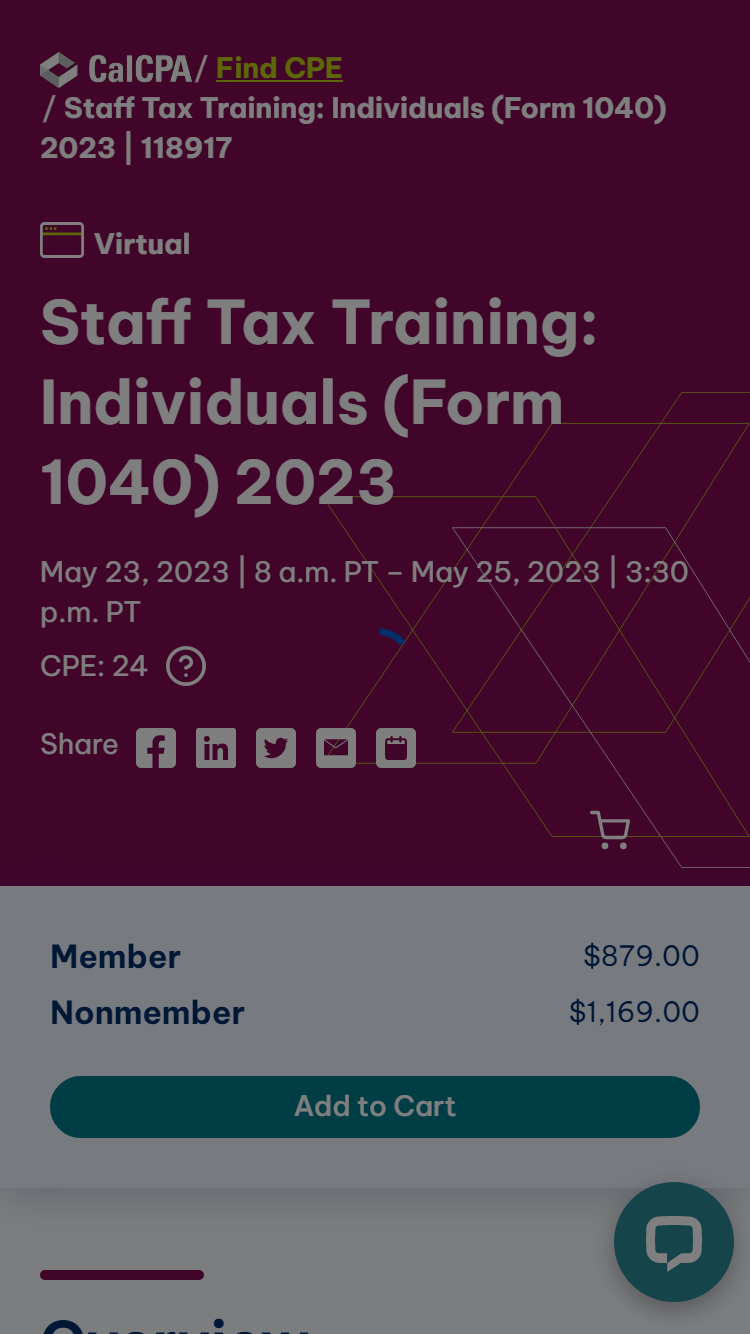 CalCPA / Find CPE
/ Staff Tax Training: Individuals (Form 1040)
2023 | 118917
Virtual
Staff Tax Training:
Individuals (Form
1040) 2023
May 23, 2023 | 8 a.m. PT – May 25, 2023 | 3:30
p.m. PT
CPE: 24 ?
Share
Member $879.00
Nonmember $1,169.00
Add to Cart
Overview